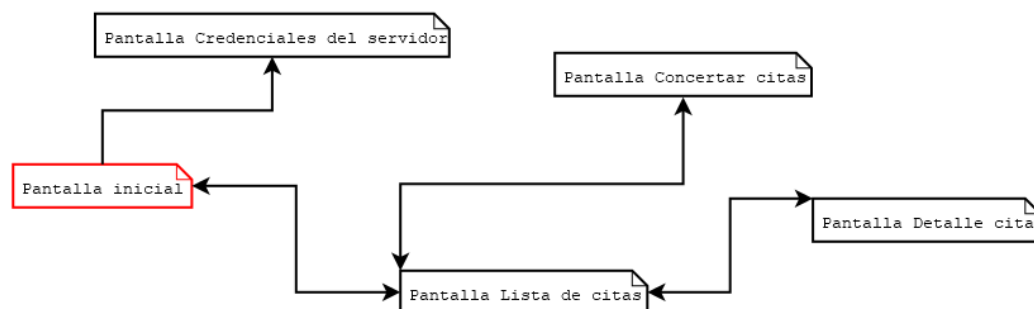 Pantalla Credenciales del servidor
Pantalla Concertar citas
Pantalla inicial
Pantalla Detalle cita
Pantalla Lista de citas